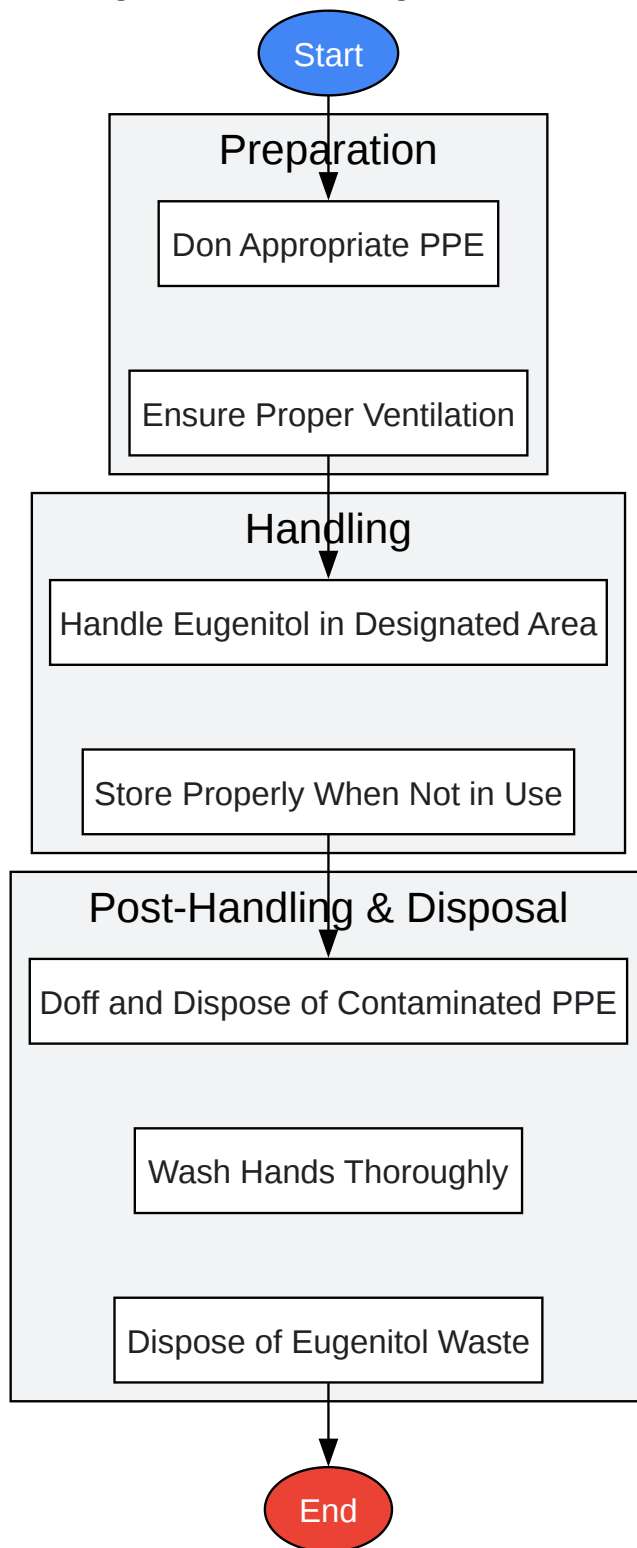 Start
Preparation
Don Appropriate PPE
Ensure Proper Ventilation
Handling
Handle Eugenitol in Designated Area
Store Properly When Not in Use
Post-Handling & Disposal
Doff and Dispose of Contaminated PPE
Wash Hands Thoroughly
Dispose of Eugenitol Waste
End